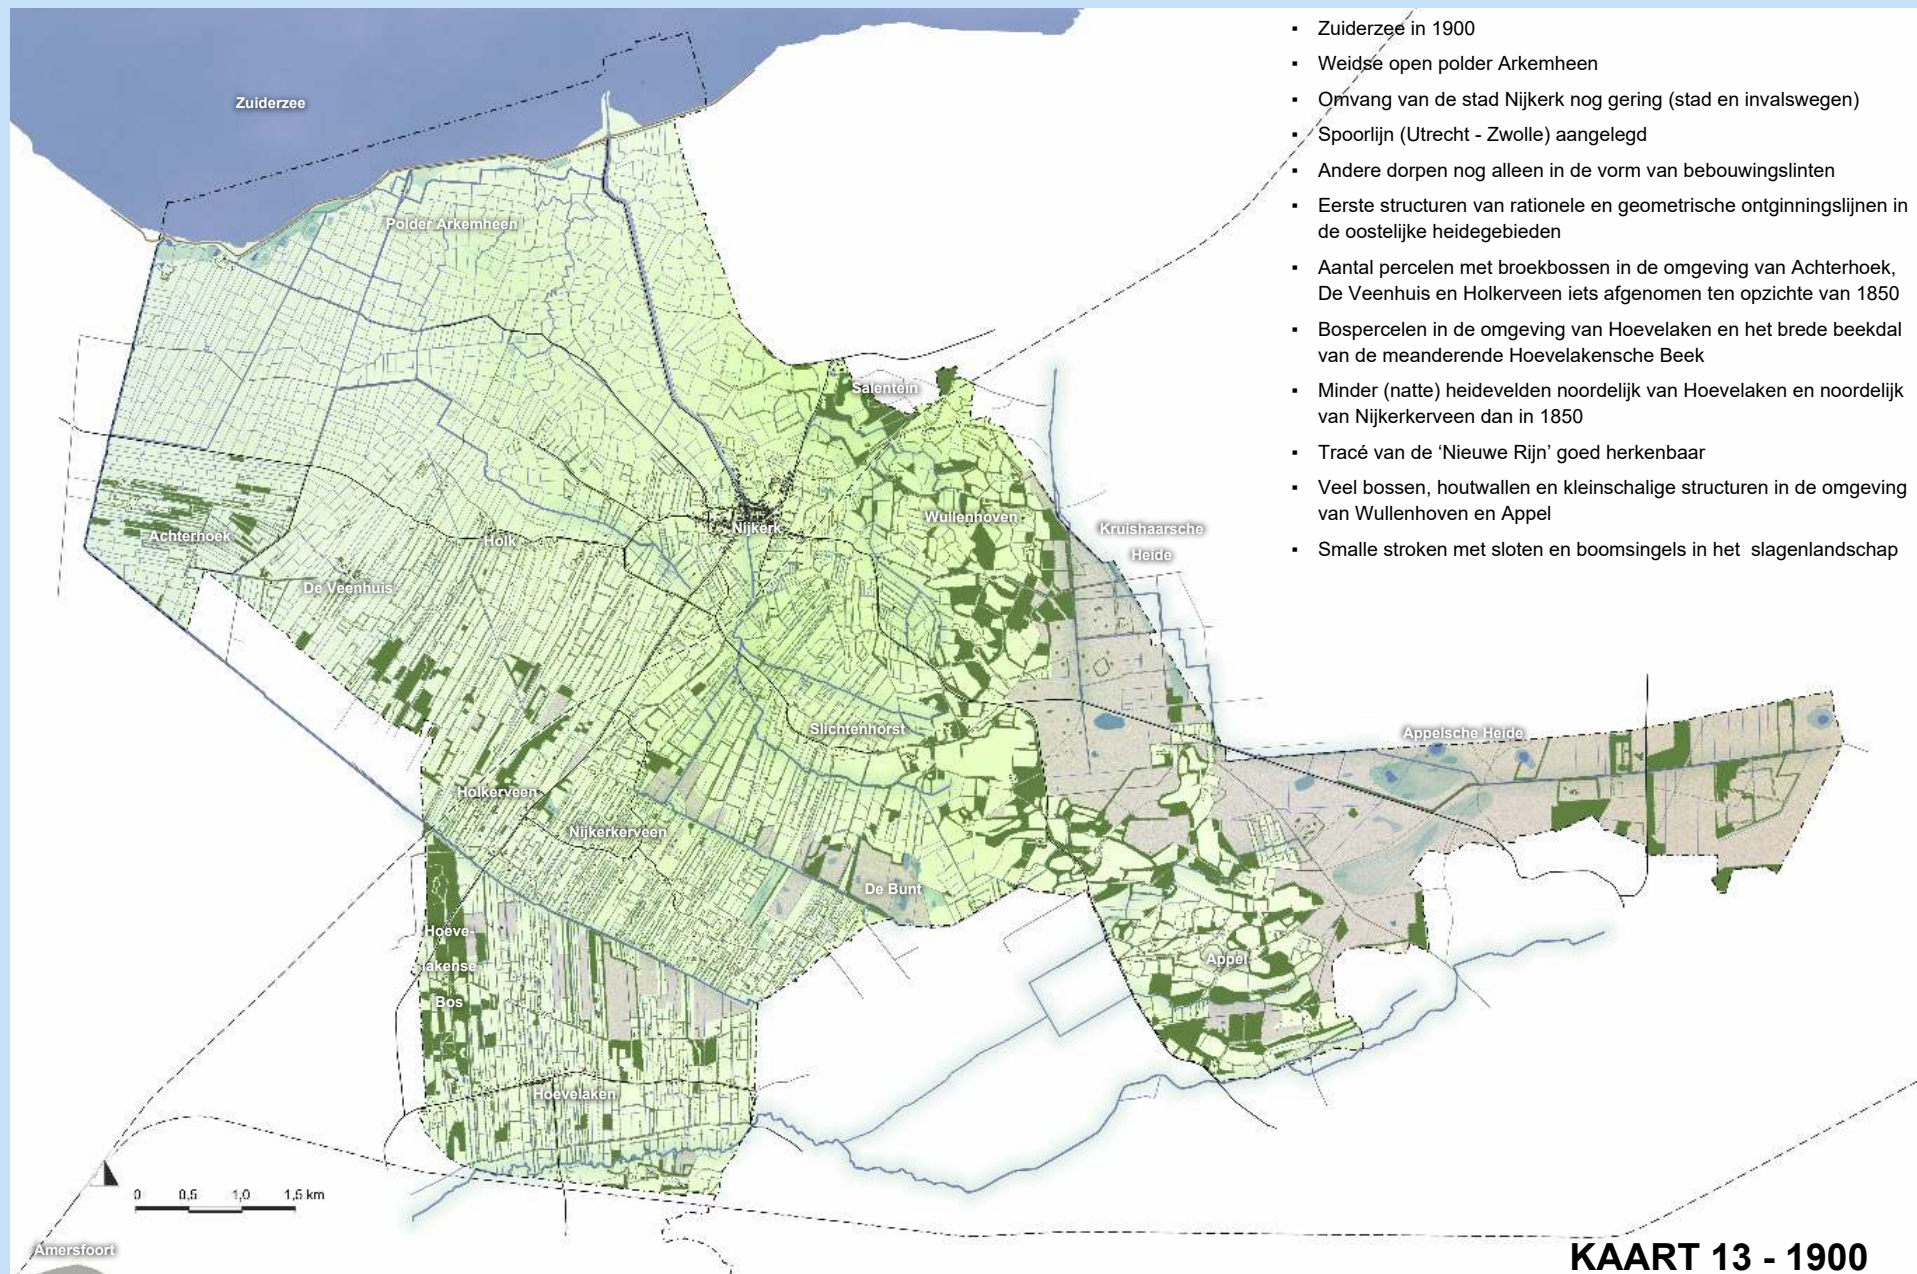 ▪ Zuiderzee in 1900
▪ Weidse open polder Arkemheen
▪ Omvang van de stad Nijkerk nog gering (stad en invalswegen)
▪ Spoorlijn (Utrecht - Zwolle) aangelegd
▪ Andere dorpen nog alleen in de vorm van bebouwingslinten
▪ Eerste structuren van rationele en geometrische ontginningslijnen in
de oostelijke heidegebieden
▪ Aantal percelen met broekbossen in de omgeving van Achterhoek,
De Veenhuis en Holkerveen iets afgenomen ten opzichte van 1850
▪ Bospercelen in de omgeving van Hoevelaken en het brede beekdal
van de meanderende Hoevelakensche Beek
▪ Minder (natte) heidevelden noordelijk van Hoevelaken en noordelijk
van Nijkerkerveen dan in 1850
▪ Tracé van de ‘Nieuwe Rijn’ goed herkenbaar
▪ Veel bossen, houtwallen en kleinschalige structuren in de omgeving
van Wullenhoven en Appel
▪ Smalle stroken met sloten en boomsingels in het slagenlandschap
Zuiderzee
Polder Arkemheen
Salentein
Wullenhoven
Nijkerk
Kruishaarsche
Heide
Achterhoek
Holk
De Veenhuis
Slichtenhorst
Appelsche Heide
Holkerveen
Nijkerkerveen
De Bunt
Hoeve-
lakense
Bos
Appel
Hoevelaken
0 0,5 1,0 1,5 km
Amersfoort
KAART 13 - 1900